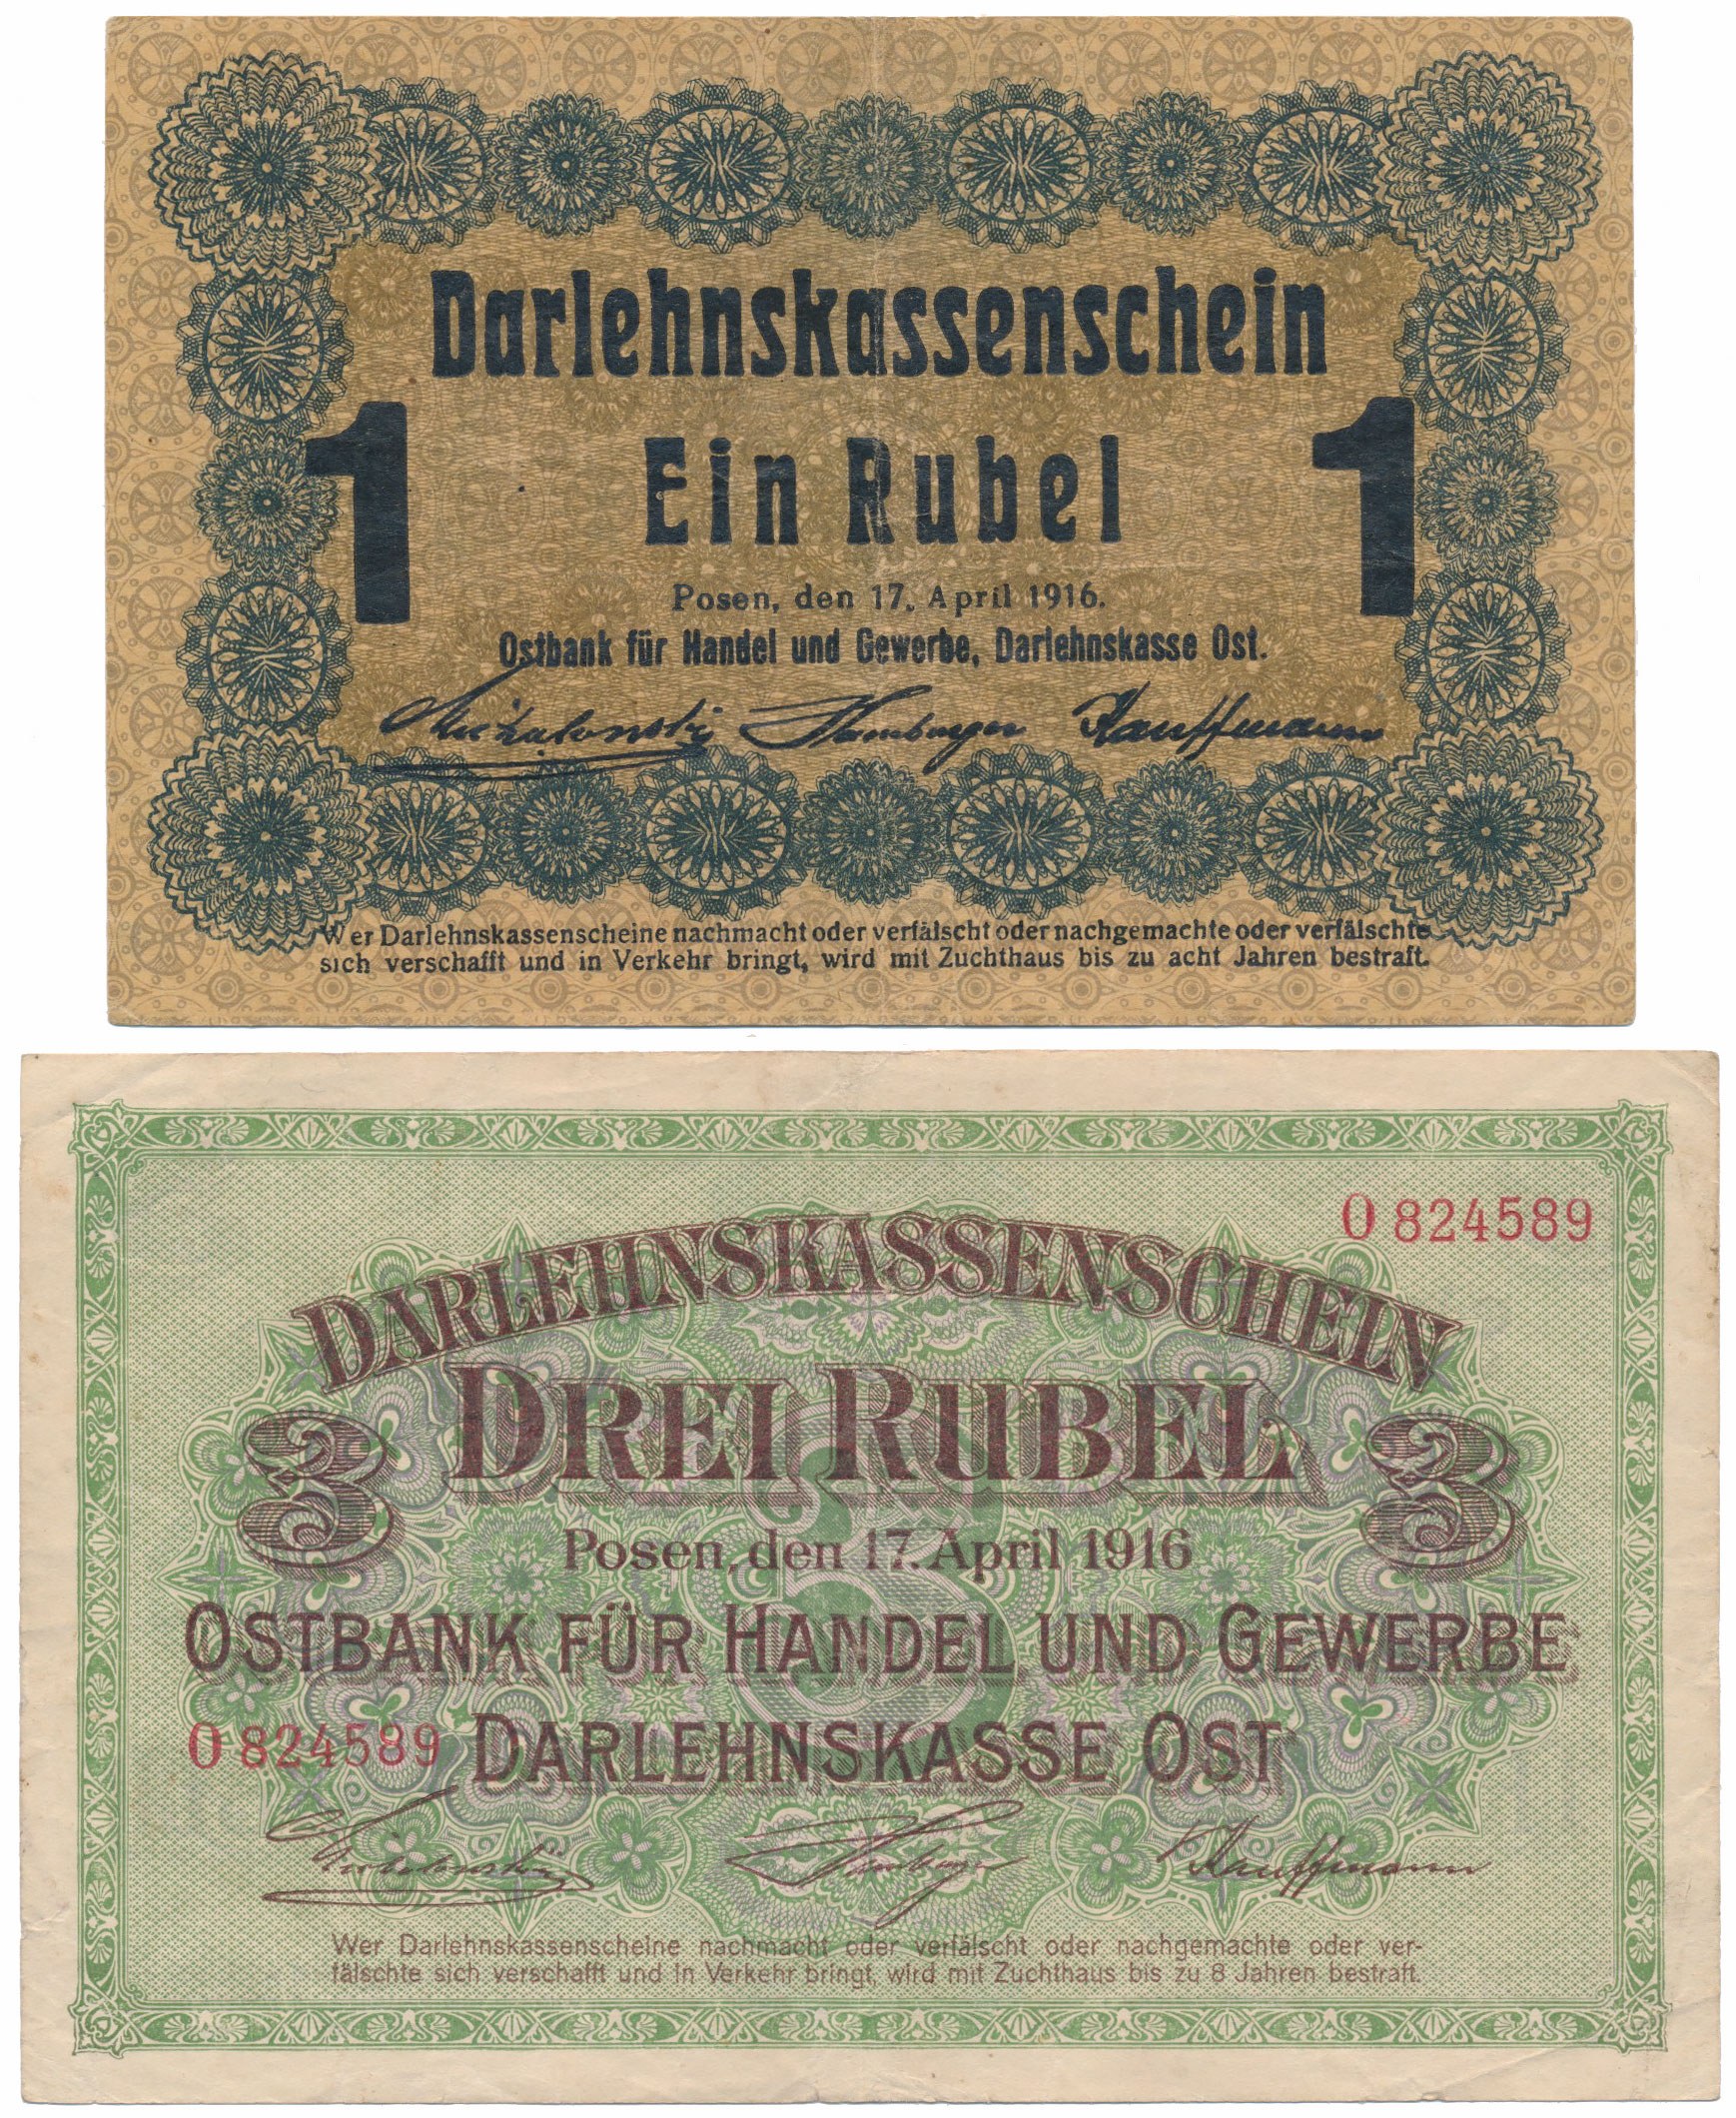 Darlehnskassenschein
1 Ein Rubel 1
Posen, den 17. April 1916.
Ostbank für Handel und Gewerbe, Darlehnskasse Ost.
Kauffmann
Wer Darlehnskassenscheine nachmacht oder verfälscht oder nachgemachte oder verfälschte
sich verschafft und in Verkehr bringt, wird mit Zuchthaus bis zu acht Jahren bestraft.
O 824589
DARLEHNSKASSENSCHEIN
3 DREI RUBEL 3
3
Posen, den 17. April 1916
OSTBANK FÜR HANDEL UND GEWERBE
O 824589 DARLEHNSKASSE OST
Kauffmann
Wer Darlehnskassenscheine nachmacht oder verfälscht oder nachgemachte oder ver-
fälschte sich verschafft und in Verkehr bringt, wird mit Zuchthaus bis zu 8 Jahren bestraft.